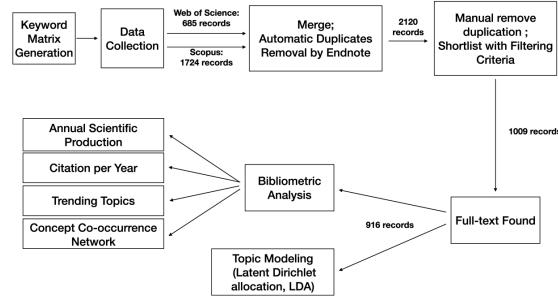 Keyword
Matrix
Generation
Data
Collection
Web of Science:
685 records
Scopus:
1724 records
Merge;
Automatic Duplicates
Removal by Endnote
2120
records
Manual remove
duplication ;
Shortlist with Filtering
Criteria
1009 records
Full-text Found
916 records
Bibliometric
Analysis
Annual Scientific
Production
Citation per Year
Trending Topics
Concept Co-occurrence
Network
Topic Modeling
(Latent Dirichlet
allocation, LDA)